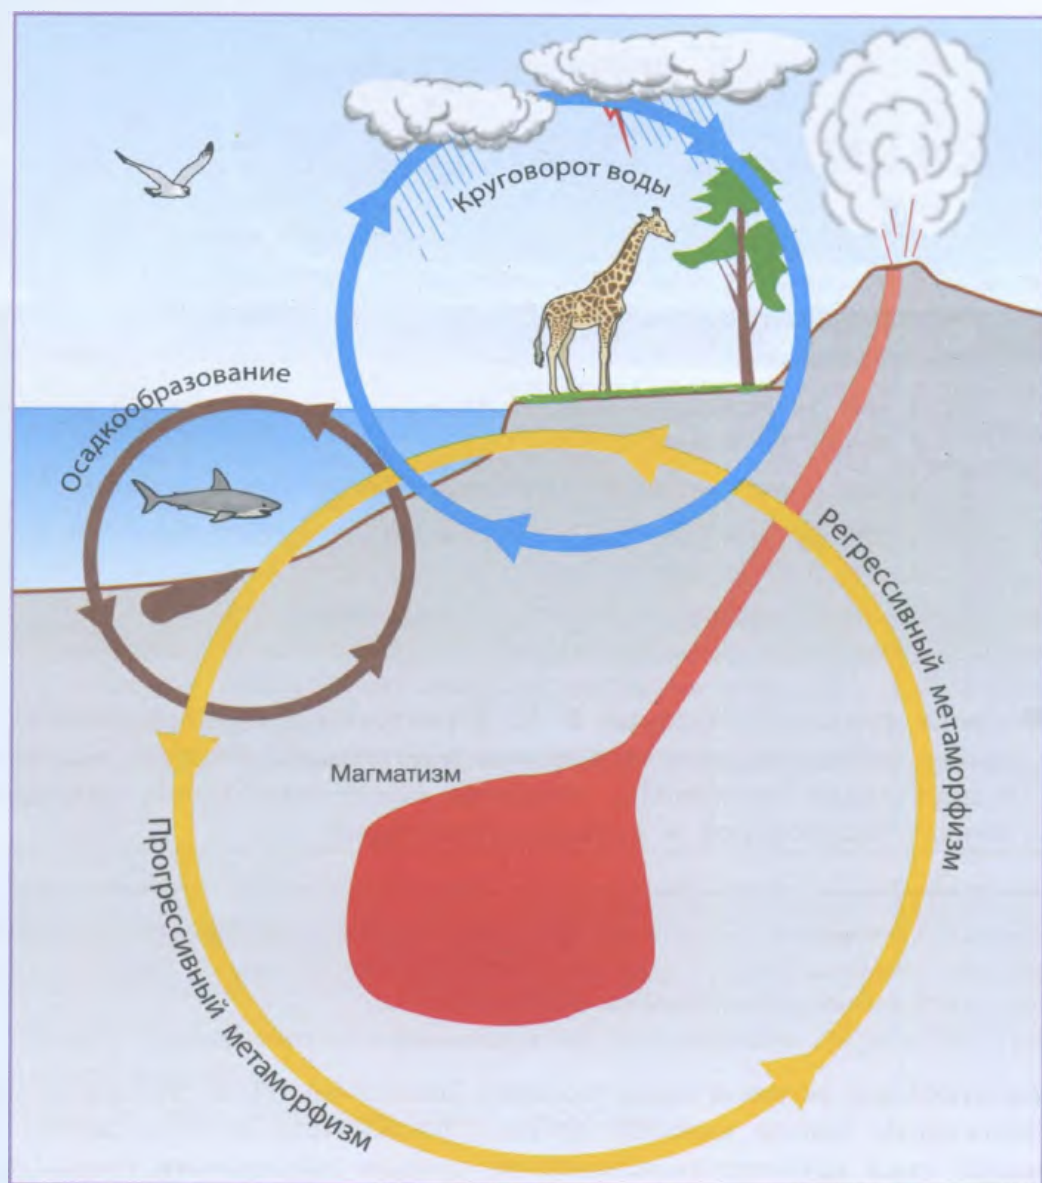 Круговорот воды
Осадкообразование
Регрессивный метаморфизм
Магматизм
Прогрессивный метаморфизм